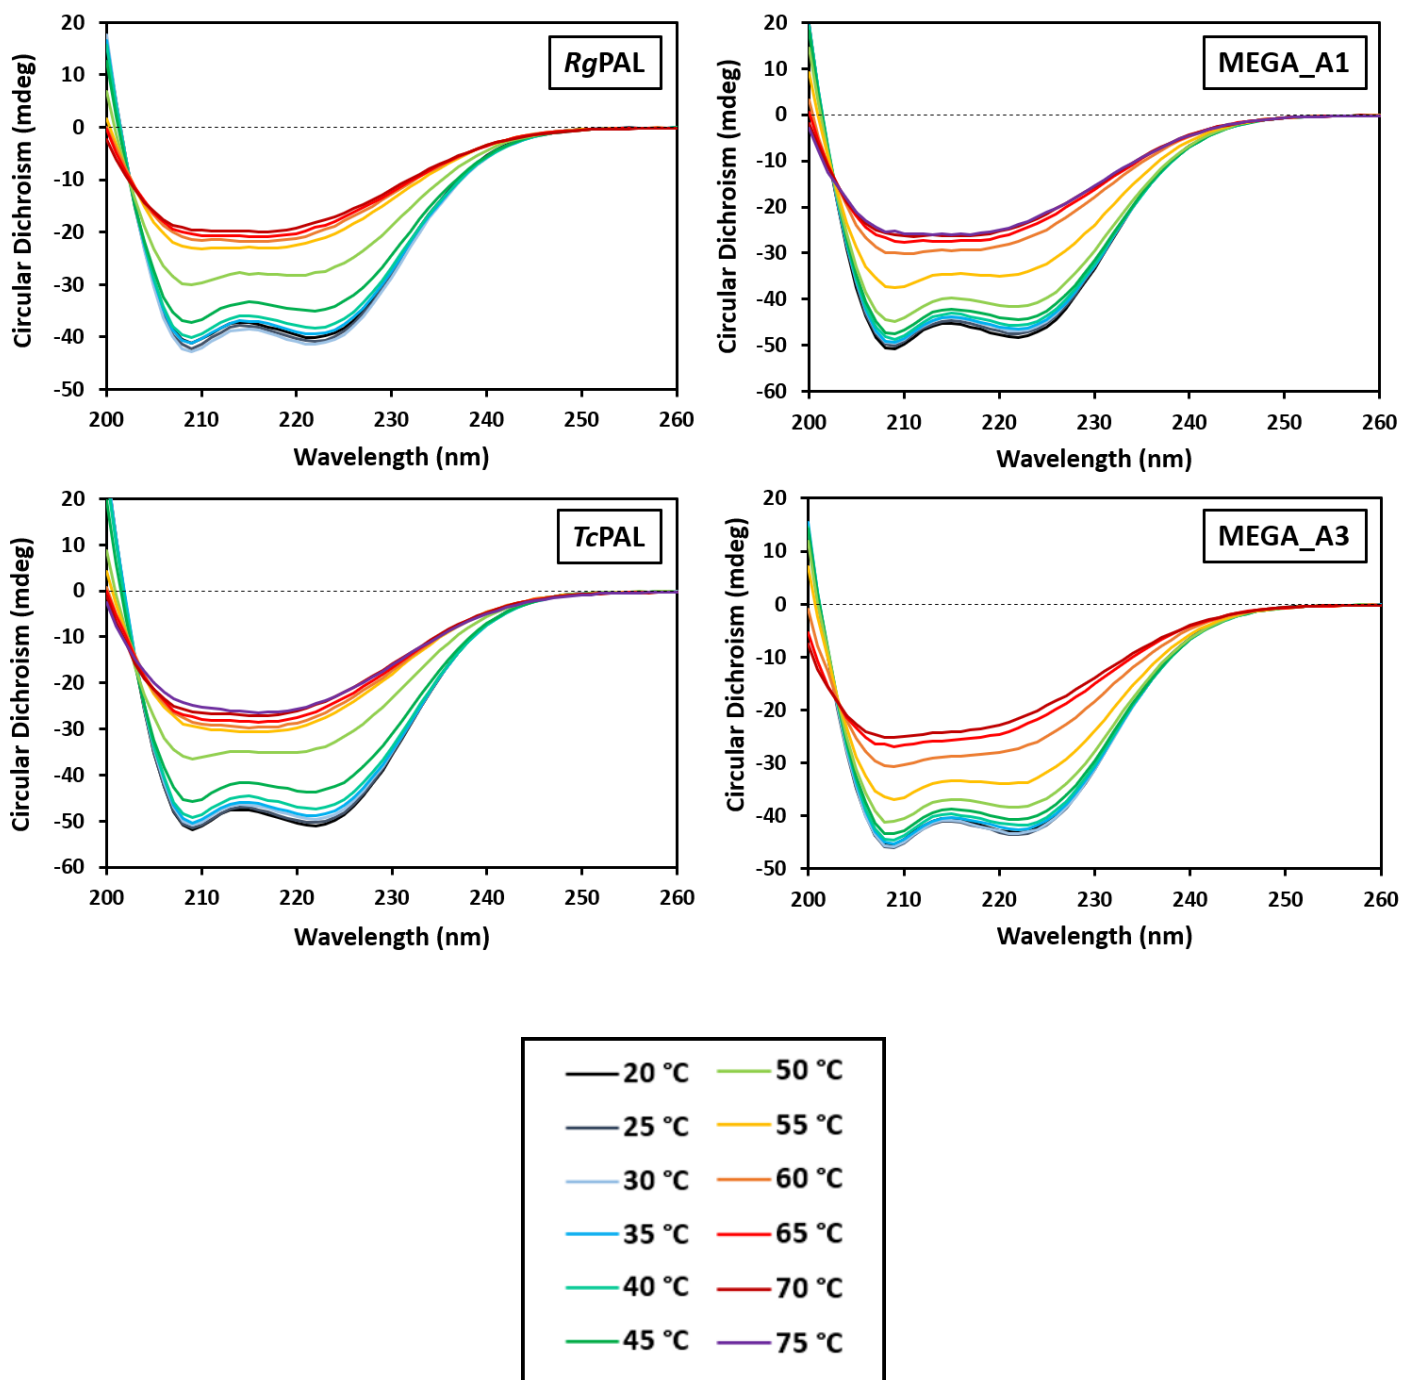 RgPAL
Circular Dichroism (mdeg)
20
10
0
-10
-20
-30
-40
-50
200 210 220 230 240 250 260
Wavelength (nm)
MEGA_A1
Circular Dichroism (mdeg)
20
10
0
-10
-20
-30
-40
-50
-60
200 210 220 230 240 250 260
Wavelength (nm)
TcPAL
Circular Dichroism (mdeg)
20
10
0
-10
-20
-30
-40
-50
-60
200 210 220 230 240 250 260
Wavelength (nm)
MEGA_A3
Circular Dichroism (mdeg)
20
10
0
-10
-20
-30
-40
-50
200 210 220 230 240 250 260
Wavelength (nm)
20 °C 50 °C
25 °C 55 °C
30 °C 60 °C
35 °C 65 °C
40 °C 70 °C
45 °C 75 °C